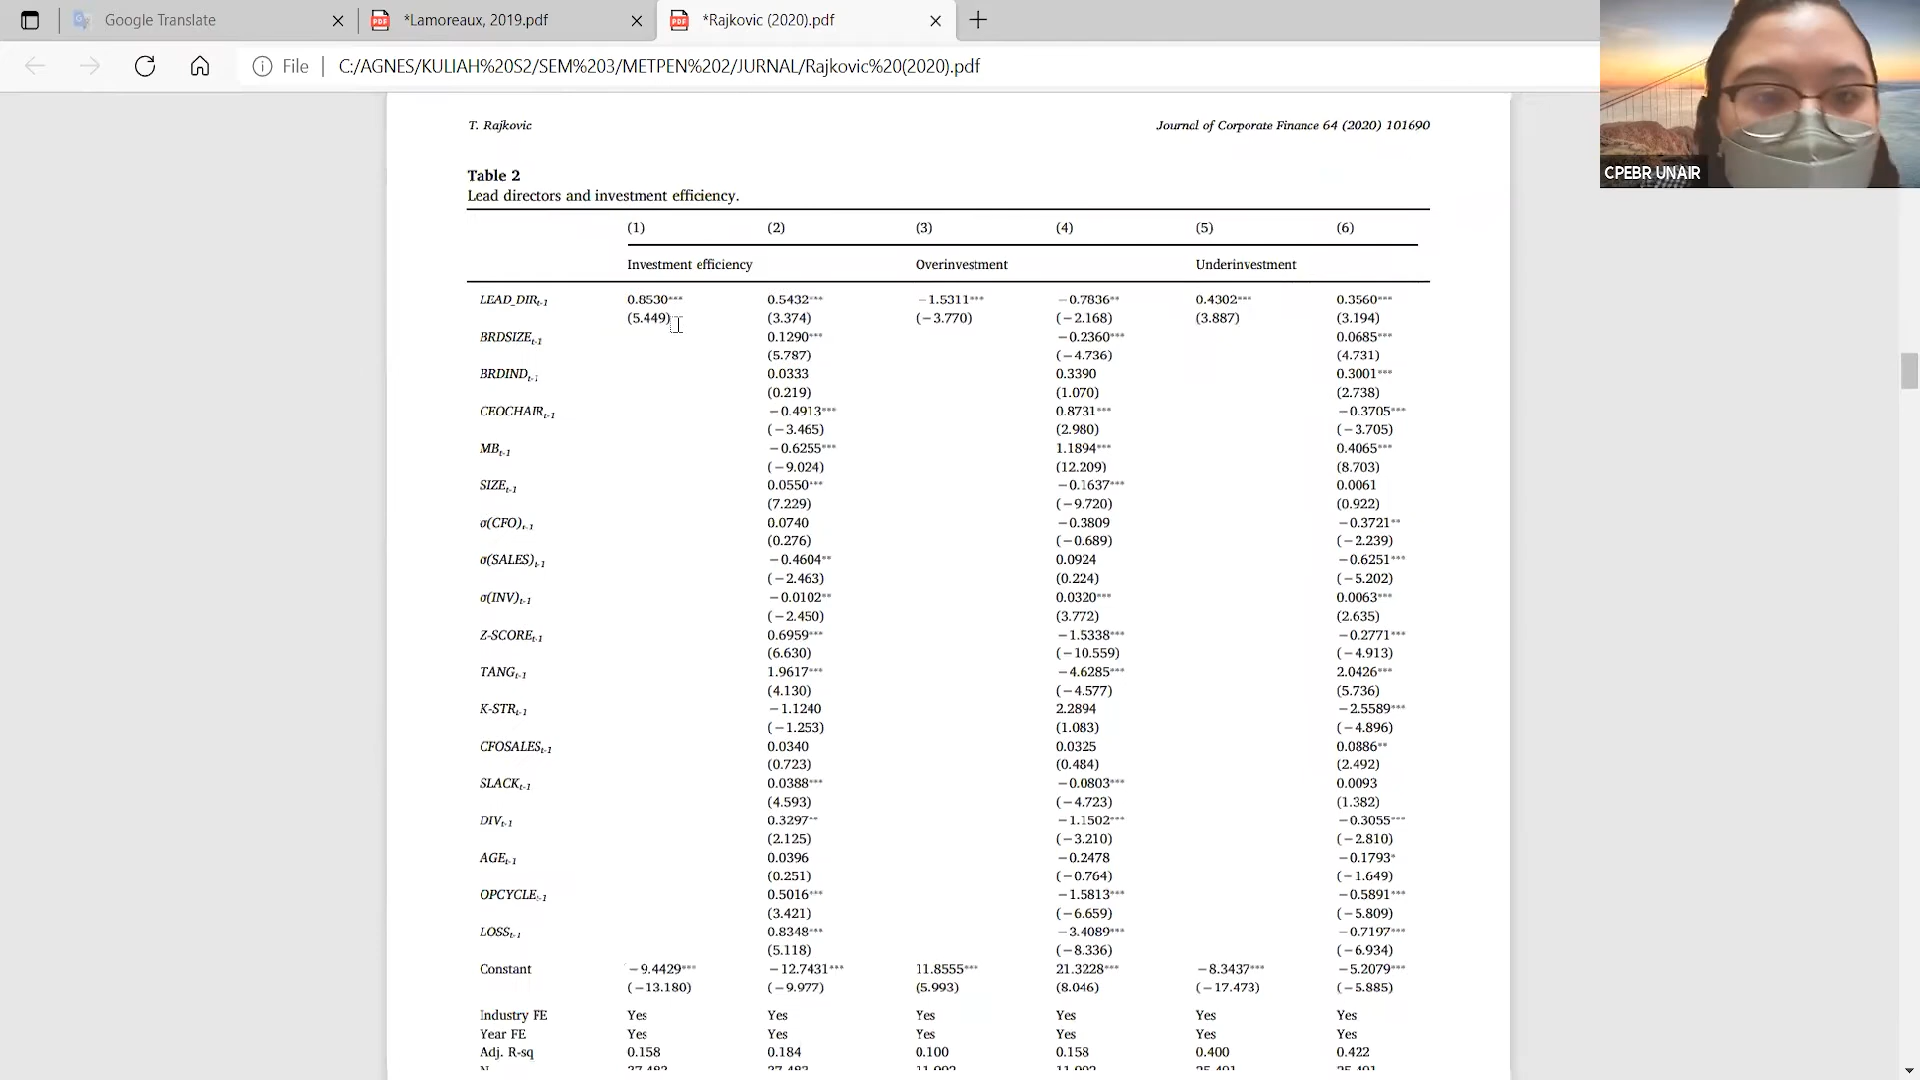 Google Translate
*Lamoreaux, 2019.pdf
*Rajkovic (2020).pdf
File | C:/AGNES/KULIAH%20S2/SEM%203/METPEN%202/JURNAL/Rajkovic%20(2020).pdf
CPEBR UNAIR
T. Rajkovic Journal of Corporate Finance 64 (2020) 101690
Table 2
Lead directors and investment efficiency.
(1) (2) (3) (4) (5) (6)
Investment efficiency Overinvestment Underinvestment
LEAD_DIRt-1 0.8530*** 0.5432*** −1.5311*** −0.7836** 0.4302*** 0.3560***
(5.449) (3.374) (−3.770) (−2.168) (3.887) (3.194)
BRDSIZEt-1 0.1290*** −0.2360*** 0.0685***
(5.787) (−4.736) (4.731)
BRDINDt-1 0.0333 0.3390 0.3001***
(0.219) (1.070) (2.738)
CEOCHAIRt-1 −0.4913*** 0.8731*** −0.3705***
(−3.465) (2.980) (−3.705)
MBt-1 −0.6255*** 1.1894*** 0.4065***
(−9.024) (12.209) (8.703)
SIZEt-1 0.0550*** −0.1637*** 0.0061
(7.229) (−9.720) (0.922)
σ(CFO)t-1 0.0740 −0.3809 −0.3721**
(0.276) (−0.689) (−2.239)
σ(SALES)t-1 −0.4604** 0.0924 −0.6251***
(−2.463) (0.224) (−5.202)
σ(INV)t-1 −0.0102** 0.0320*** 0.0063***
(−2.450) (3.772) (2.635)
Z-SCOREt-1 0.6959*** −1.5338*** −0.2771***
(6.630) (−10.559) (−4.913)
TANGt-1 1.9617*** −4.6285*** 2.0426***
(4.130) (−4.577) (5.736)
K-STRt-1 −1.1240 2.2894 −2.5589***
(−1.253) (1.083) (−4.896)
CFOSALESt-1 0.0340 0.0325 0.0886**
(0.723) (0.484) (2.492)
SLACKt-1 0.0388*** −0.0803*** 0.0093
(4.593) (−4.723) (1.382)
DIVt-1 0.3297** −1.1502*** −0.3055***
(2.125) (−3.210) (−2.810)
AGEt-1 0.0396 −0.2478 −0.1793*
(0.251) (−0.764) (−1.649)
OPCYCLEt-1 0.5016*** −1.5813*** −0.5891***
(3.421) (−6.659) (−5.809)
LOSSt-1 0.8348*** −3.4089*** −0.7197***
(5.118) (−8.336) (−6.934)
Constant −9.4429*** −12.7431*** 11.8555*** 21.3228*** −8.3437*** −5.2079***
(−13.180) (−9.977) (5.993) (8.046) (−17.473) (−5.885)
Industry FE Yes Yes Yes Yes Yes Yes
Year FE Yes Yes Yes Yes Yes Yes
Adj. R-sq 0.158 0.184 0.100 0.158 0.400 0.422